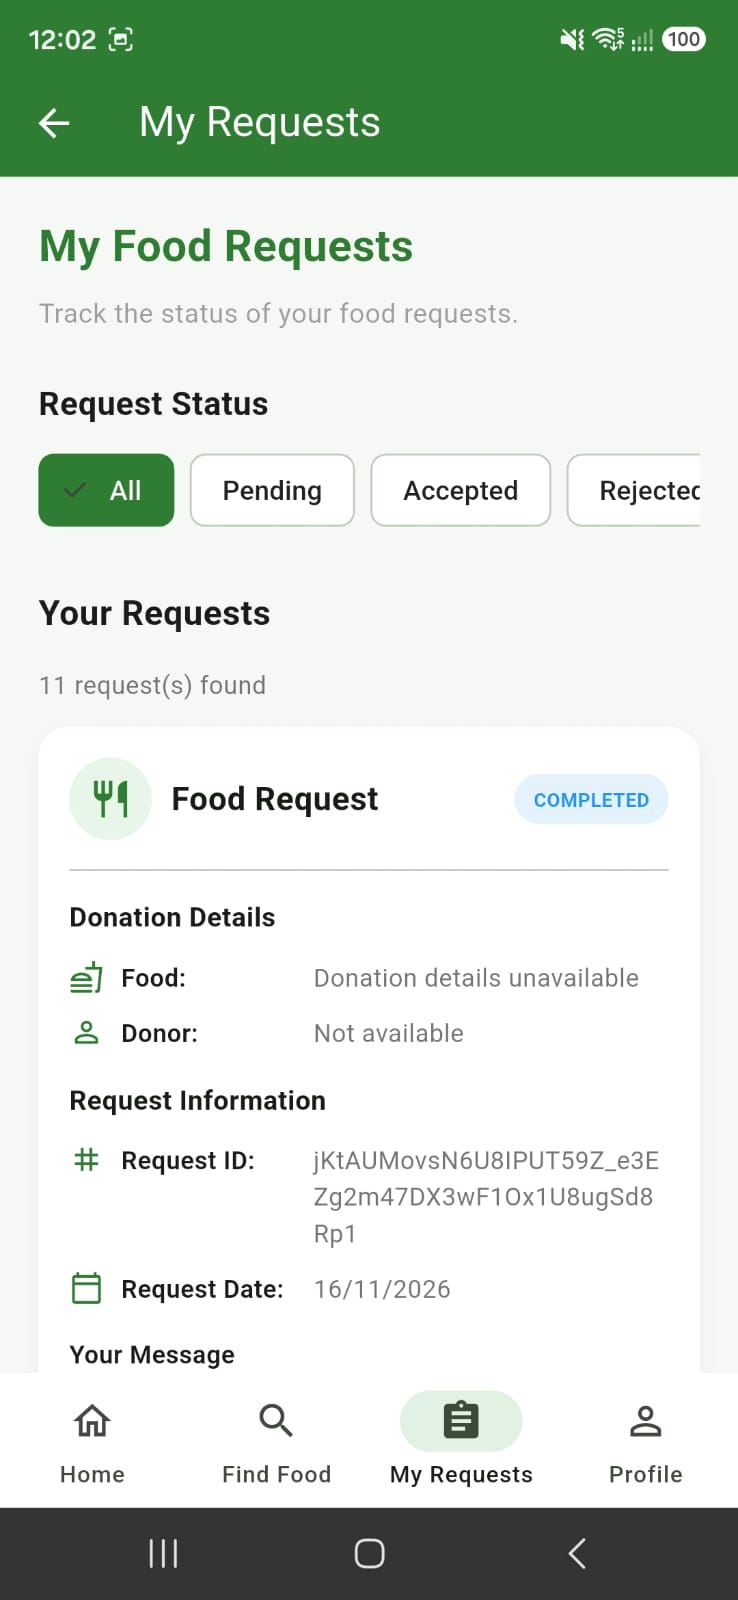 12:02
5
100
My Requests
My Food Requests
Track the status of your food requests.
Request Status
All
Pending
Accepted
Rejected
Your Requests
11 request(s) found
Food Request
COMPLETED
Donation Details
Food: Donation details unavailable
Donor: Not available
Request Information
Request ID: jKtAUMovsN6U8IPUT59Z_e3E
Zg2m47DX3wF1Ox1U8ugSd8
Rp1
Request Date: 16/11/2026
Your Message
Home
Find Food
My Requests
Profile